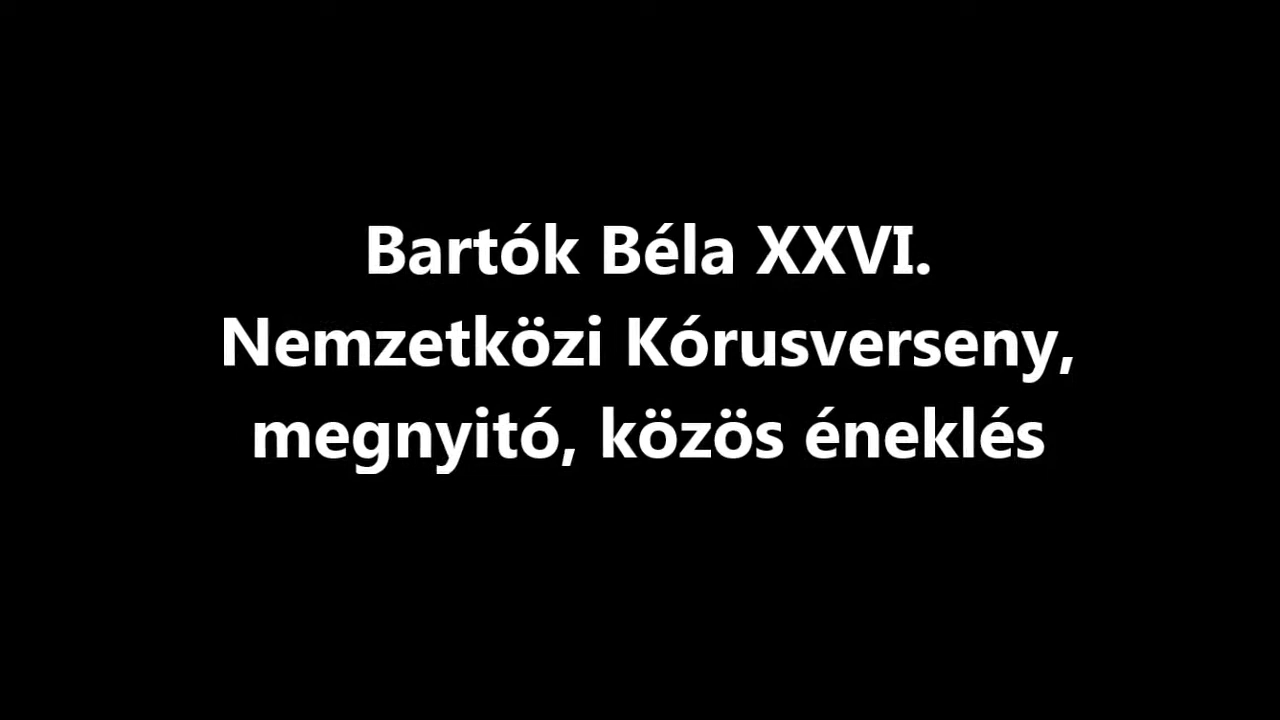 Bartók Béla XXVI.
Nemzetközi Kórusverseny,
megnyitó, közös éneklés